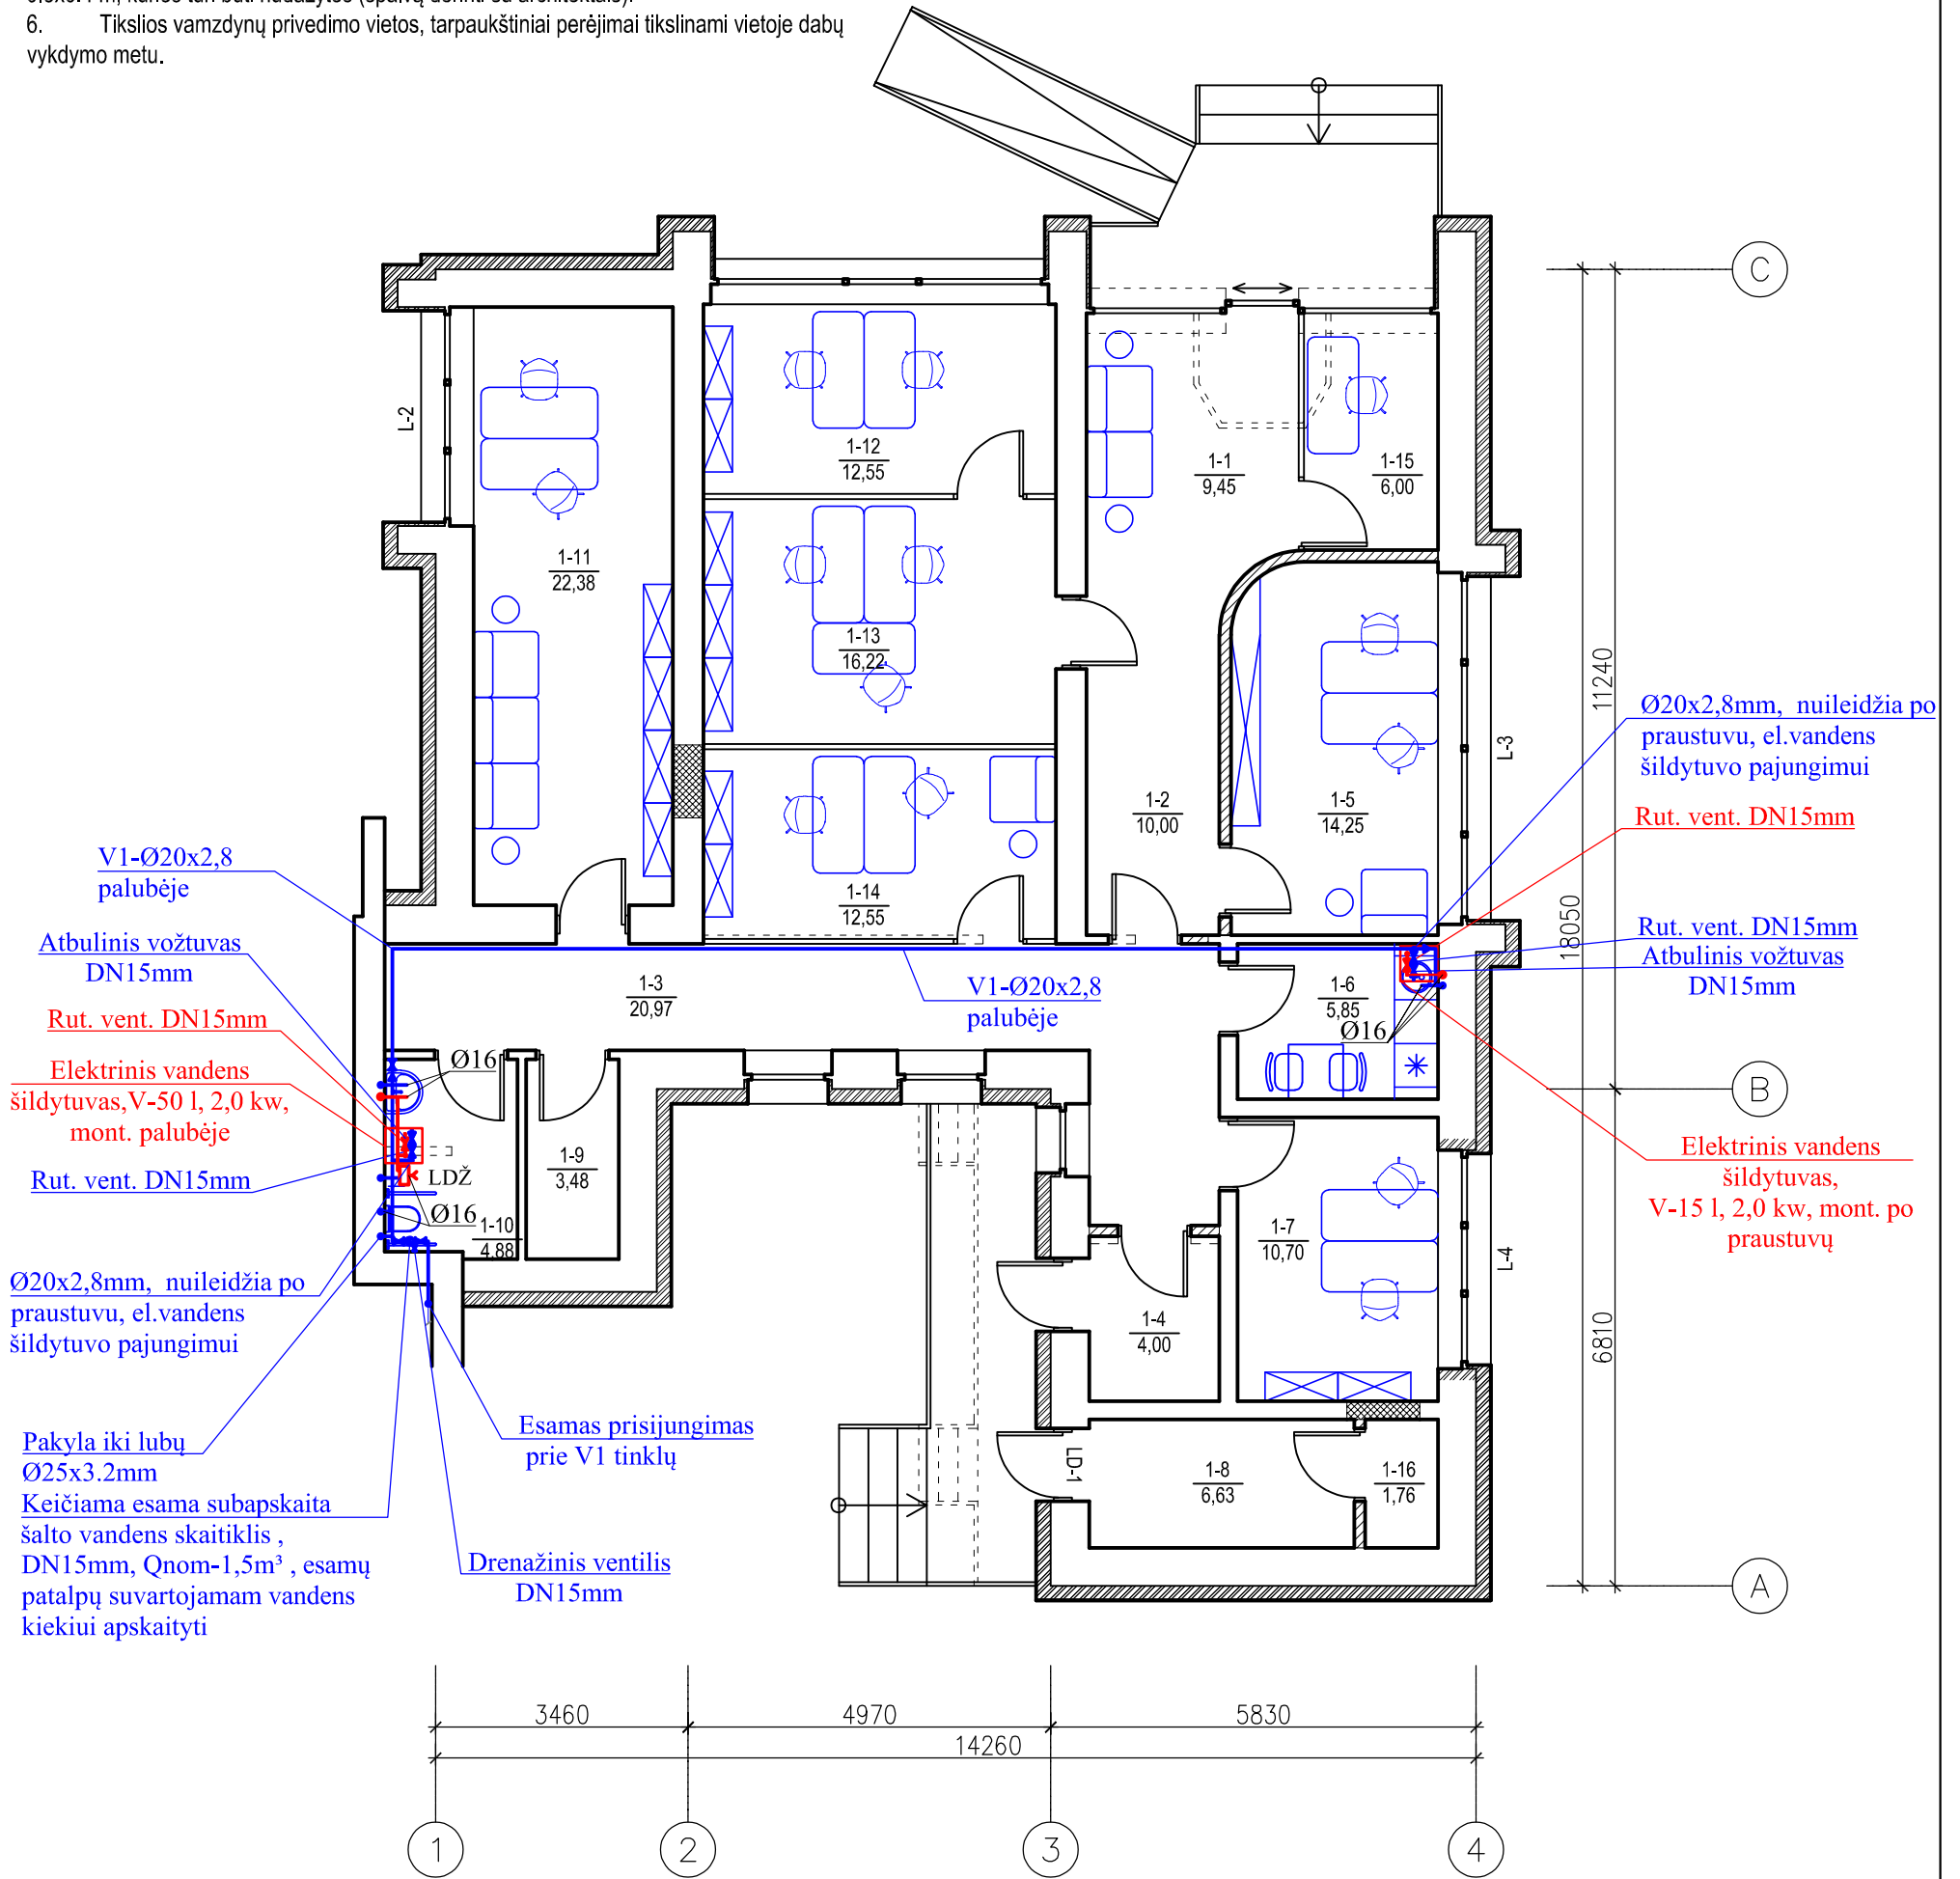 6. Tikslios vamzdynų privedimo vietos, tarpaukštiniai perėjimai tikslinami vietoje dabų
vykdymo metu.
C
L-2
1-12
12,55
1-1
9,45
1-15
6,00
1-11
22,38
1-13
16,22
11240
18050
L-3
Ø20x2,8mm, nuileidžia po
praustuvu, el.vandens
šildytuvo pajungimui
1-2
10,00
1-5
14,25
Rut. vent. DN15mm
V1-Ø20x2,8
palubėje
1-14
12,55
Rut. vent. DN15mm
Atbulinis vožtuvas
DN15mm
Atbulinis vožtuvas
DN15mm
1-3
20,97
V1-Ø20x2,8
palubėje
1-6
5,85
Ø16
Rut. vent. DN15mm
Ø16
Elektrinis vandens
šildytuvas,V-50 l, 2,0 kw,
mont. palubėje
B
Rut. vent. DN15mm
LDŽ
1-9
3,48
Elektrinis vandens
šildytuvas,
V-15 l, 2,0 kw, mont. po
praustuvų
Ø16
1-10
4,88
1-7
10,70
L-4
Ø20x2,8mm, nuileidžia po
praustuvu, el.vandens
šildytuvo pajungimui
1-4
4,00
6810
Esamas prisijungimas
prie V1 tinklų
Pakyla iki lubų
Ø25x3.2mm
Keičiama esama subapskaita
šalto vandens skaitiklis ,
DN15mm, Qnom-1,5m³ , esamų
patalpų suvartojamam vandens
kiekiui apskaityti
LD-1
1-8
6,63
1-16
1,76
Drenažinis ventilis
DN15mm
A
3460
4970
5830
14260
1
2
3
4